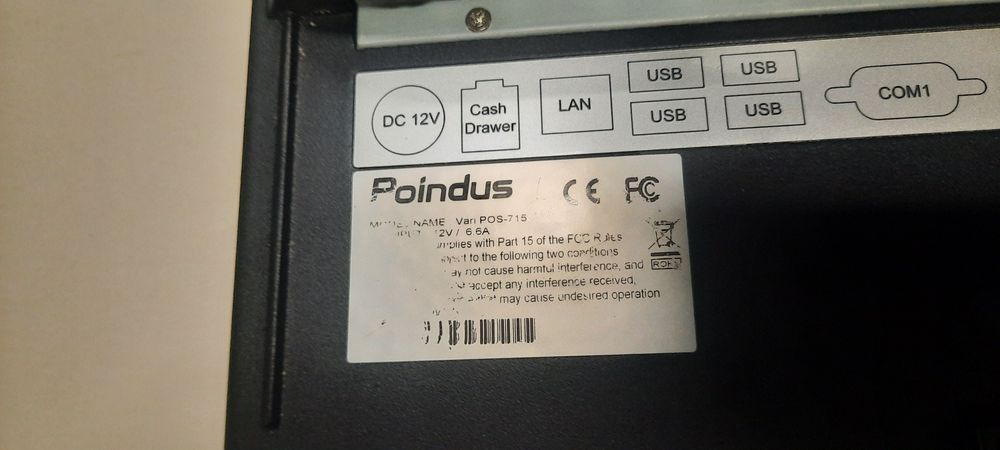 DC 12V
Cash
Drawer
LAN
USB
USB
USB
USB
COM1
Poindus
CE FC
NAME Vari POS-715
12V / 6.6A
with Part 15 of the FCC Rules
to the following two conditions
not cause harmful interference, and
accept any interference received,
may cause undesired operation
ROHS